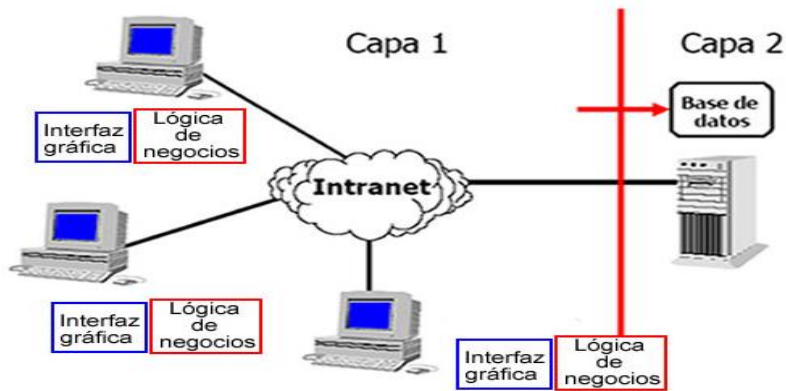 Capa 1
Capa 2
Base de
datos
Interfaz
gráfica
Lógica
de
negocios
Intranet
Interfaz
gráfica
Lógica
de
negocios
Interfaz
gráfica
Lógica
de
negocios